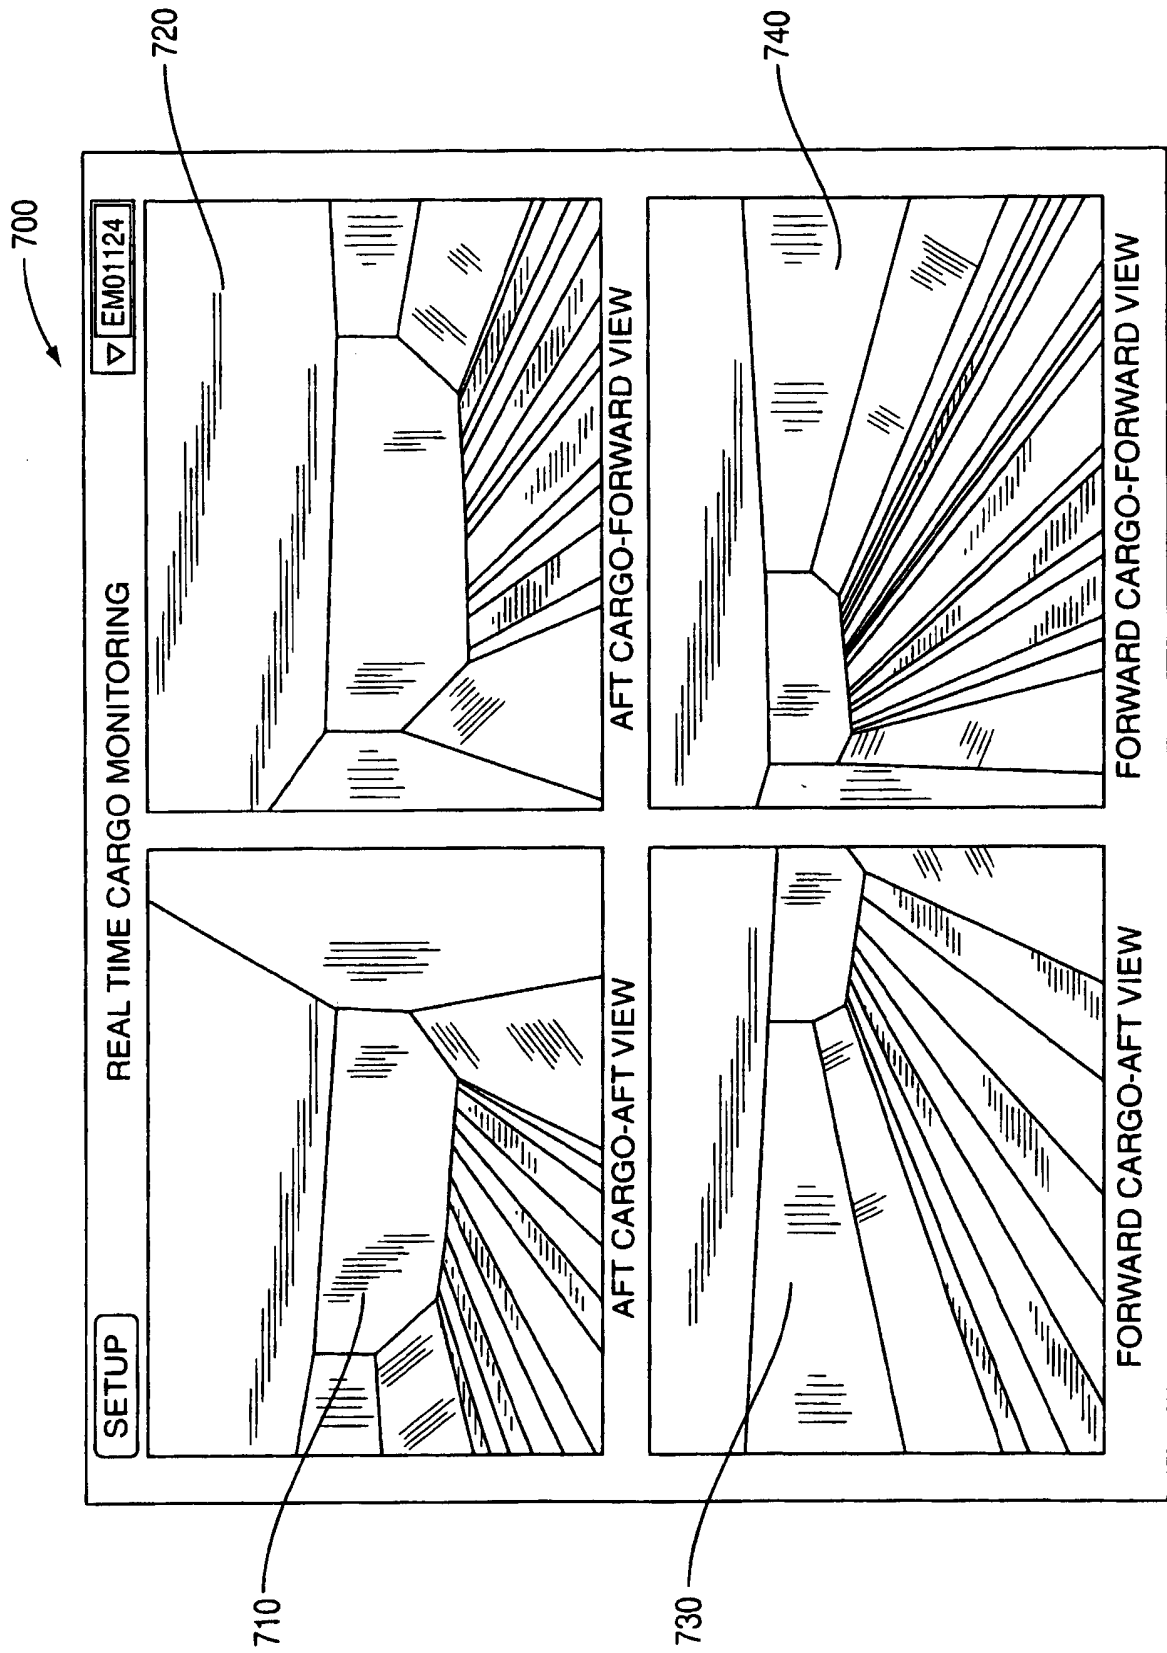 700
SETUP
REAL TIME CARGO MONITORING
▽ EM01124
710
720
AFT CARGO-AFT VIEW
AFT CARGO-FORWARD VIEW
730
740
FORWARD CARGO-AFT VIEW
FORWARD CARGO-FORWARD VIEW